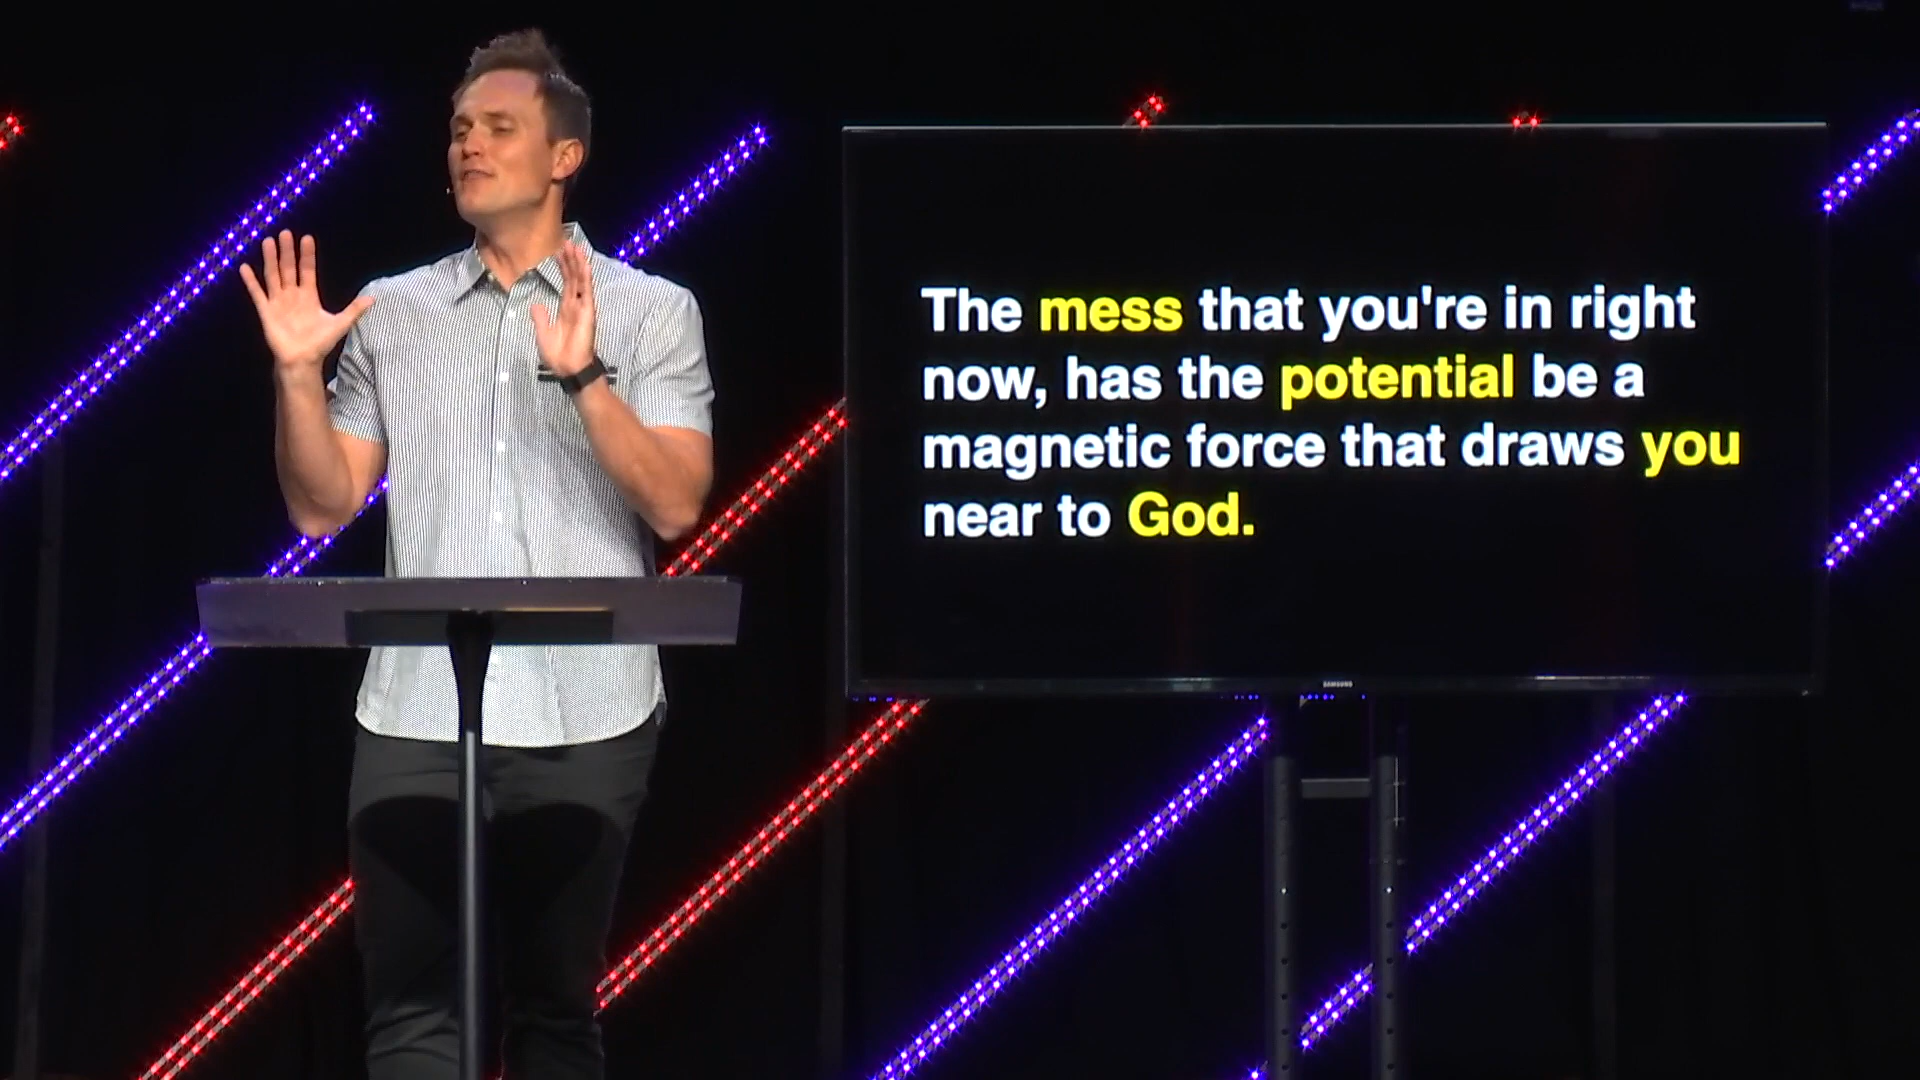 The mess that you're in right
now, has the potential be a
magnetic force that draws you
near to God.
SAMSUNG